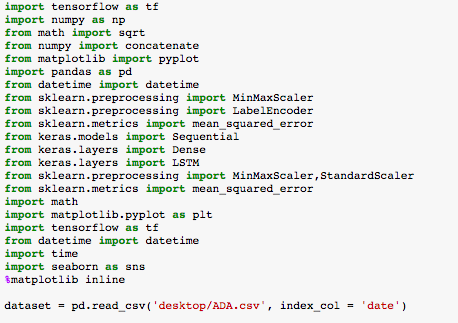 import tensorflow as tf
import numpy as np
from math import sqrt
from numpy import concatenate
from matplotlib import pyplot
import pandas as pd
from datetime import datetime
from sklearn.preprocessing import MinMaxScaler
from sklearn.preprocessing import LabelEncoder
from sklearn.metrics import mean_squared_error
from keras.models import Sequential
from keras.layers import Dense
from keras.layers import LSTM
from sklearn.preprocessing import MinMaxScaler,StandardScaler
from sklearn.metrics import mean_squared_error
import math
import matplotlib.pyplot as plt
import tensorflow as tf
from datetime import datetime
import time
import seaborn as sns
%matplotlib inline
dataset = pd.read_csv('desktop/ADA.csv', index_col = 'date')